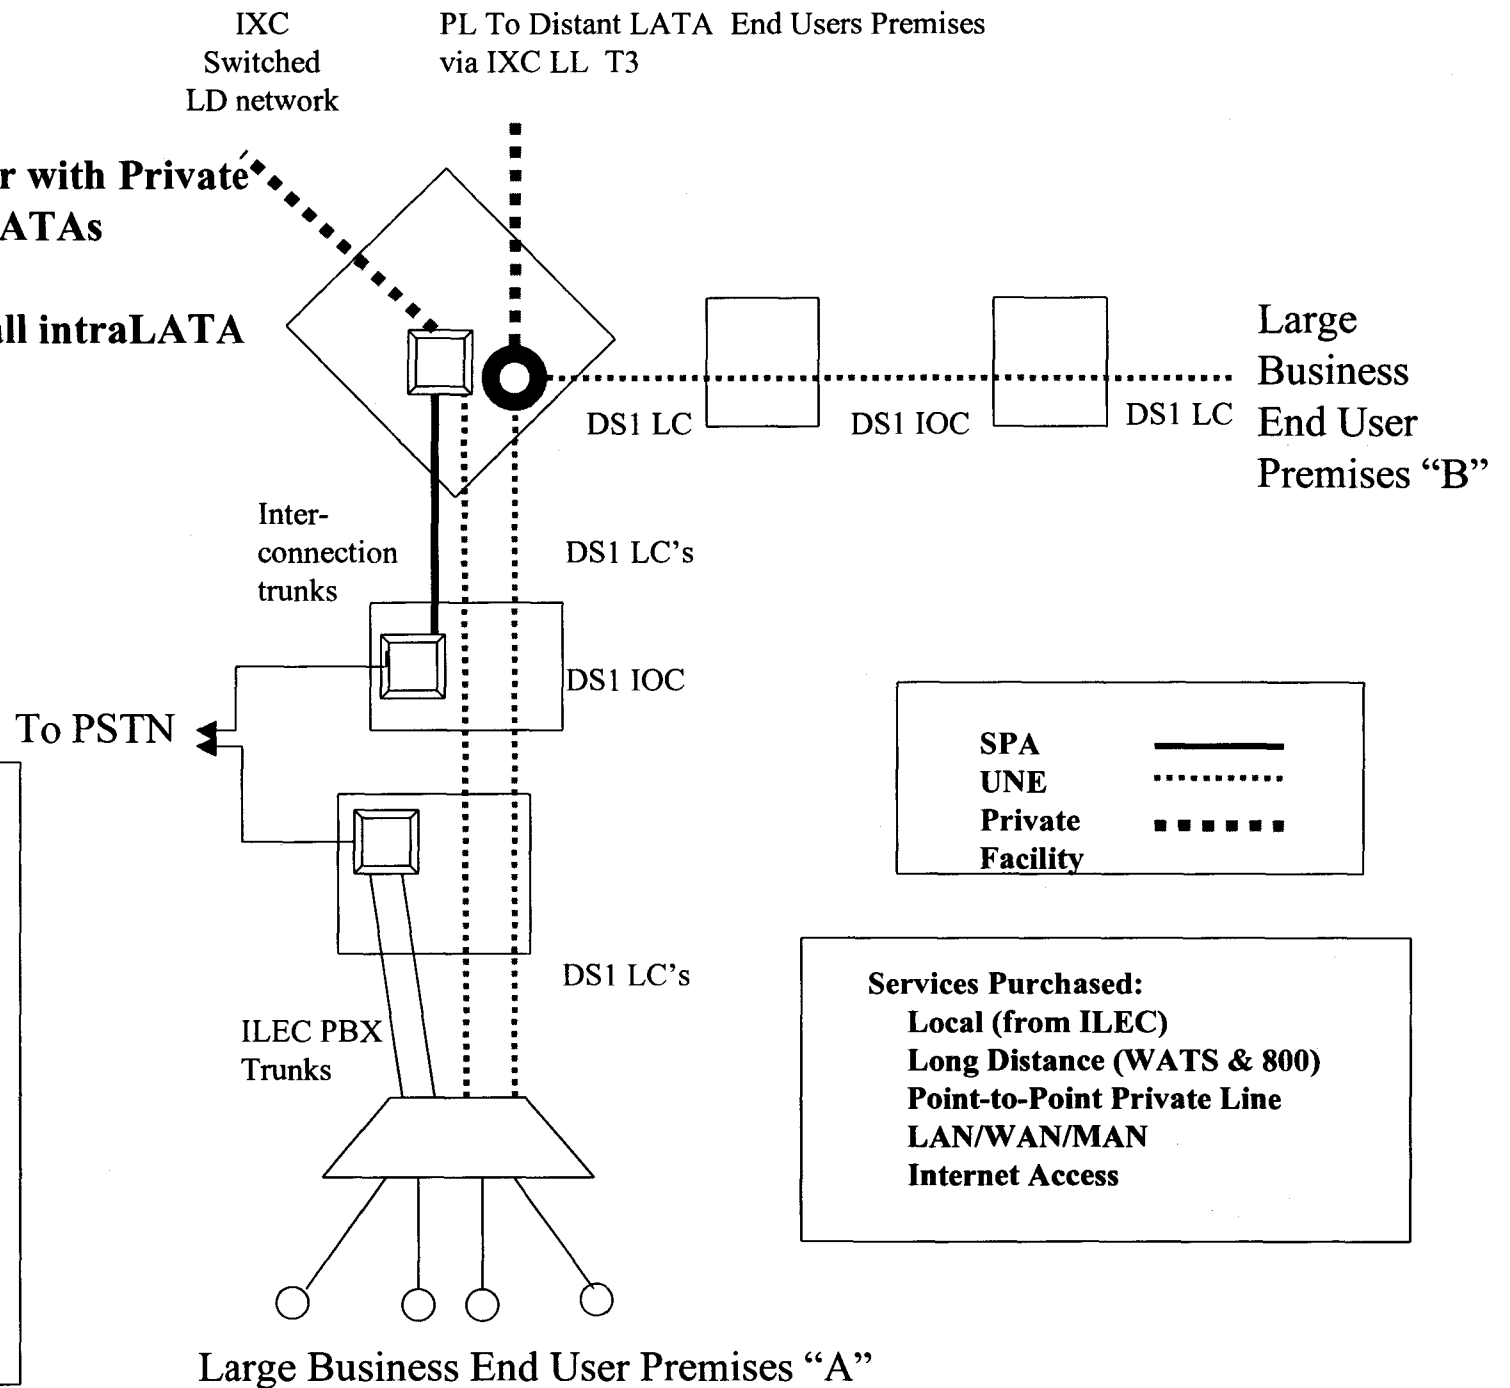 IXC
Switched
LD network
PL To Distant LATA End Users Premises
via IXC LL T3
r with Private
ATAs
all intraLATA
Large
Business
End User
Premises “B”
DS1 LC
DS1 IOC
DS1 LC
Inter-
connection
trunks
DS1 LC's
DS1 IOC
To PSTN
SPA
UNE
Private
Facility
DS1 LC's
ILEC PBX
Trunks
Services Purchased:
Local (from ILEC)
Long Distance (WATS & 800)
Point-to-Point Private Line
LAN/WAN/MAN
Internet Access
Large Business End User Premises “A”